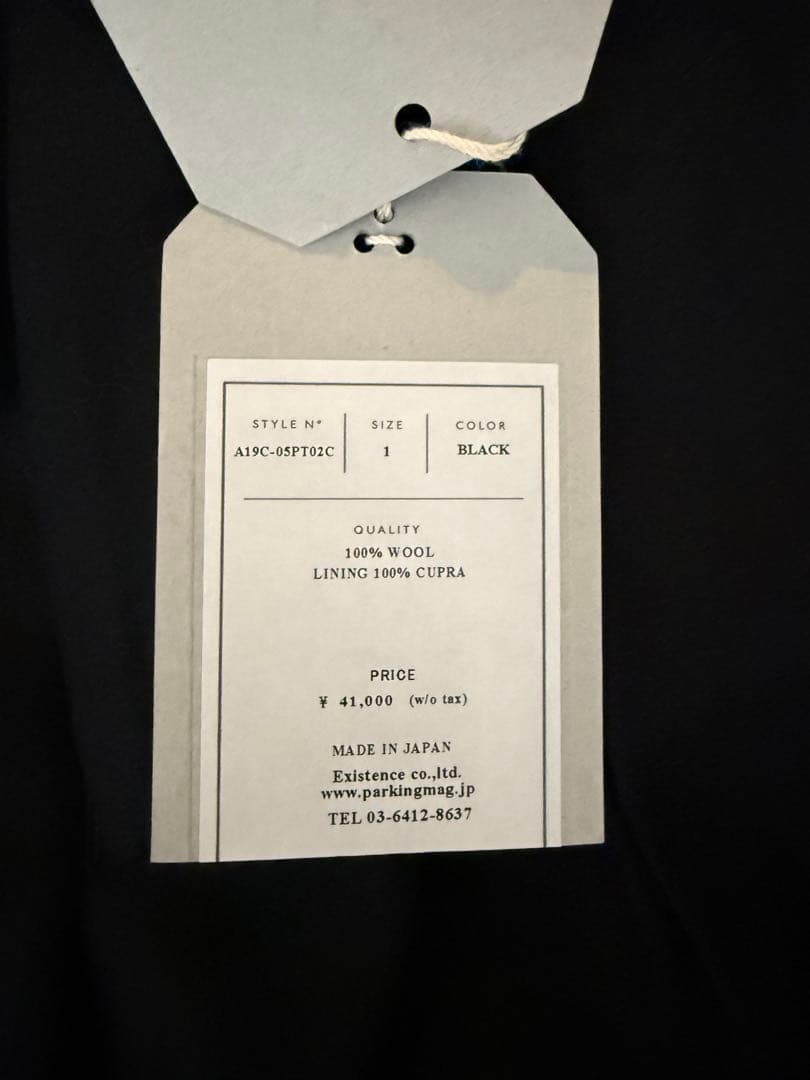 STYLE N° SIZE COLOR
A19C-05PT02C 1 BLACK
QUALITY
100% WOOL
LINING 100% CUPRA
PRICE
¥ 41,000 (w/o tax)
MADE IN JAPAN
Existence co.,ltd.
www.parkingmag.jp
TEL 03-6412-8637